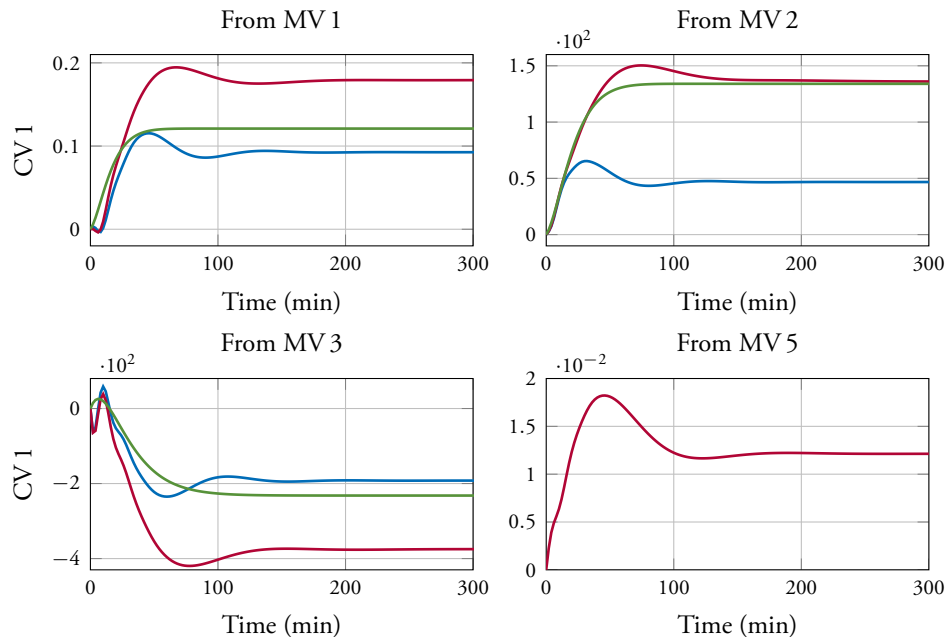 From MV 1
0.2
0.1
0
CV 1
0 100 200 300
Time (min)
From MV 2
·10²
1.5
1
0.5
0
0 100 200 300
Time (min)
From MV 3
·10²
0
−2
−4
CV 1
0 100 200 300
Time (min)
From MV 5
·10⁻²
2
1.5
1
0.5
0
0 100 200 300
Time (min)